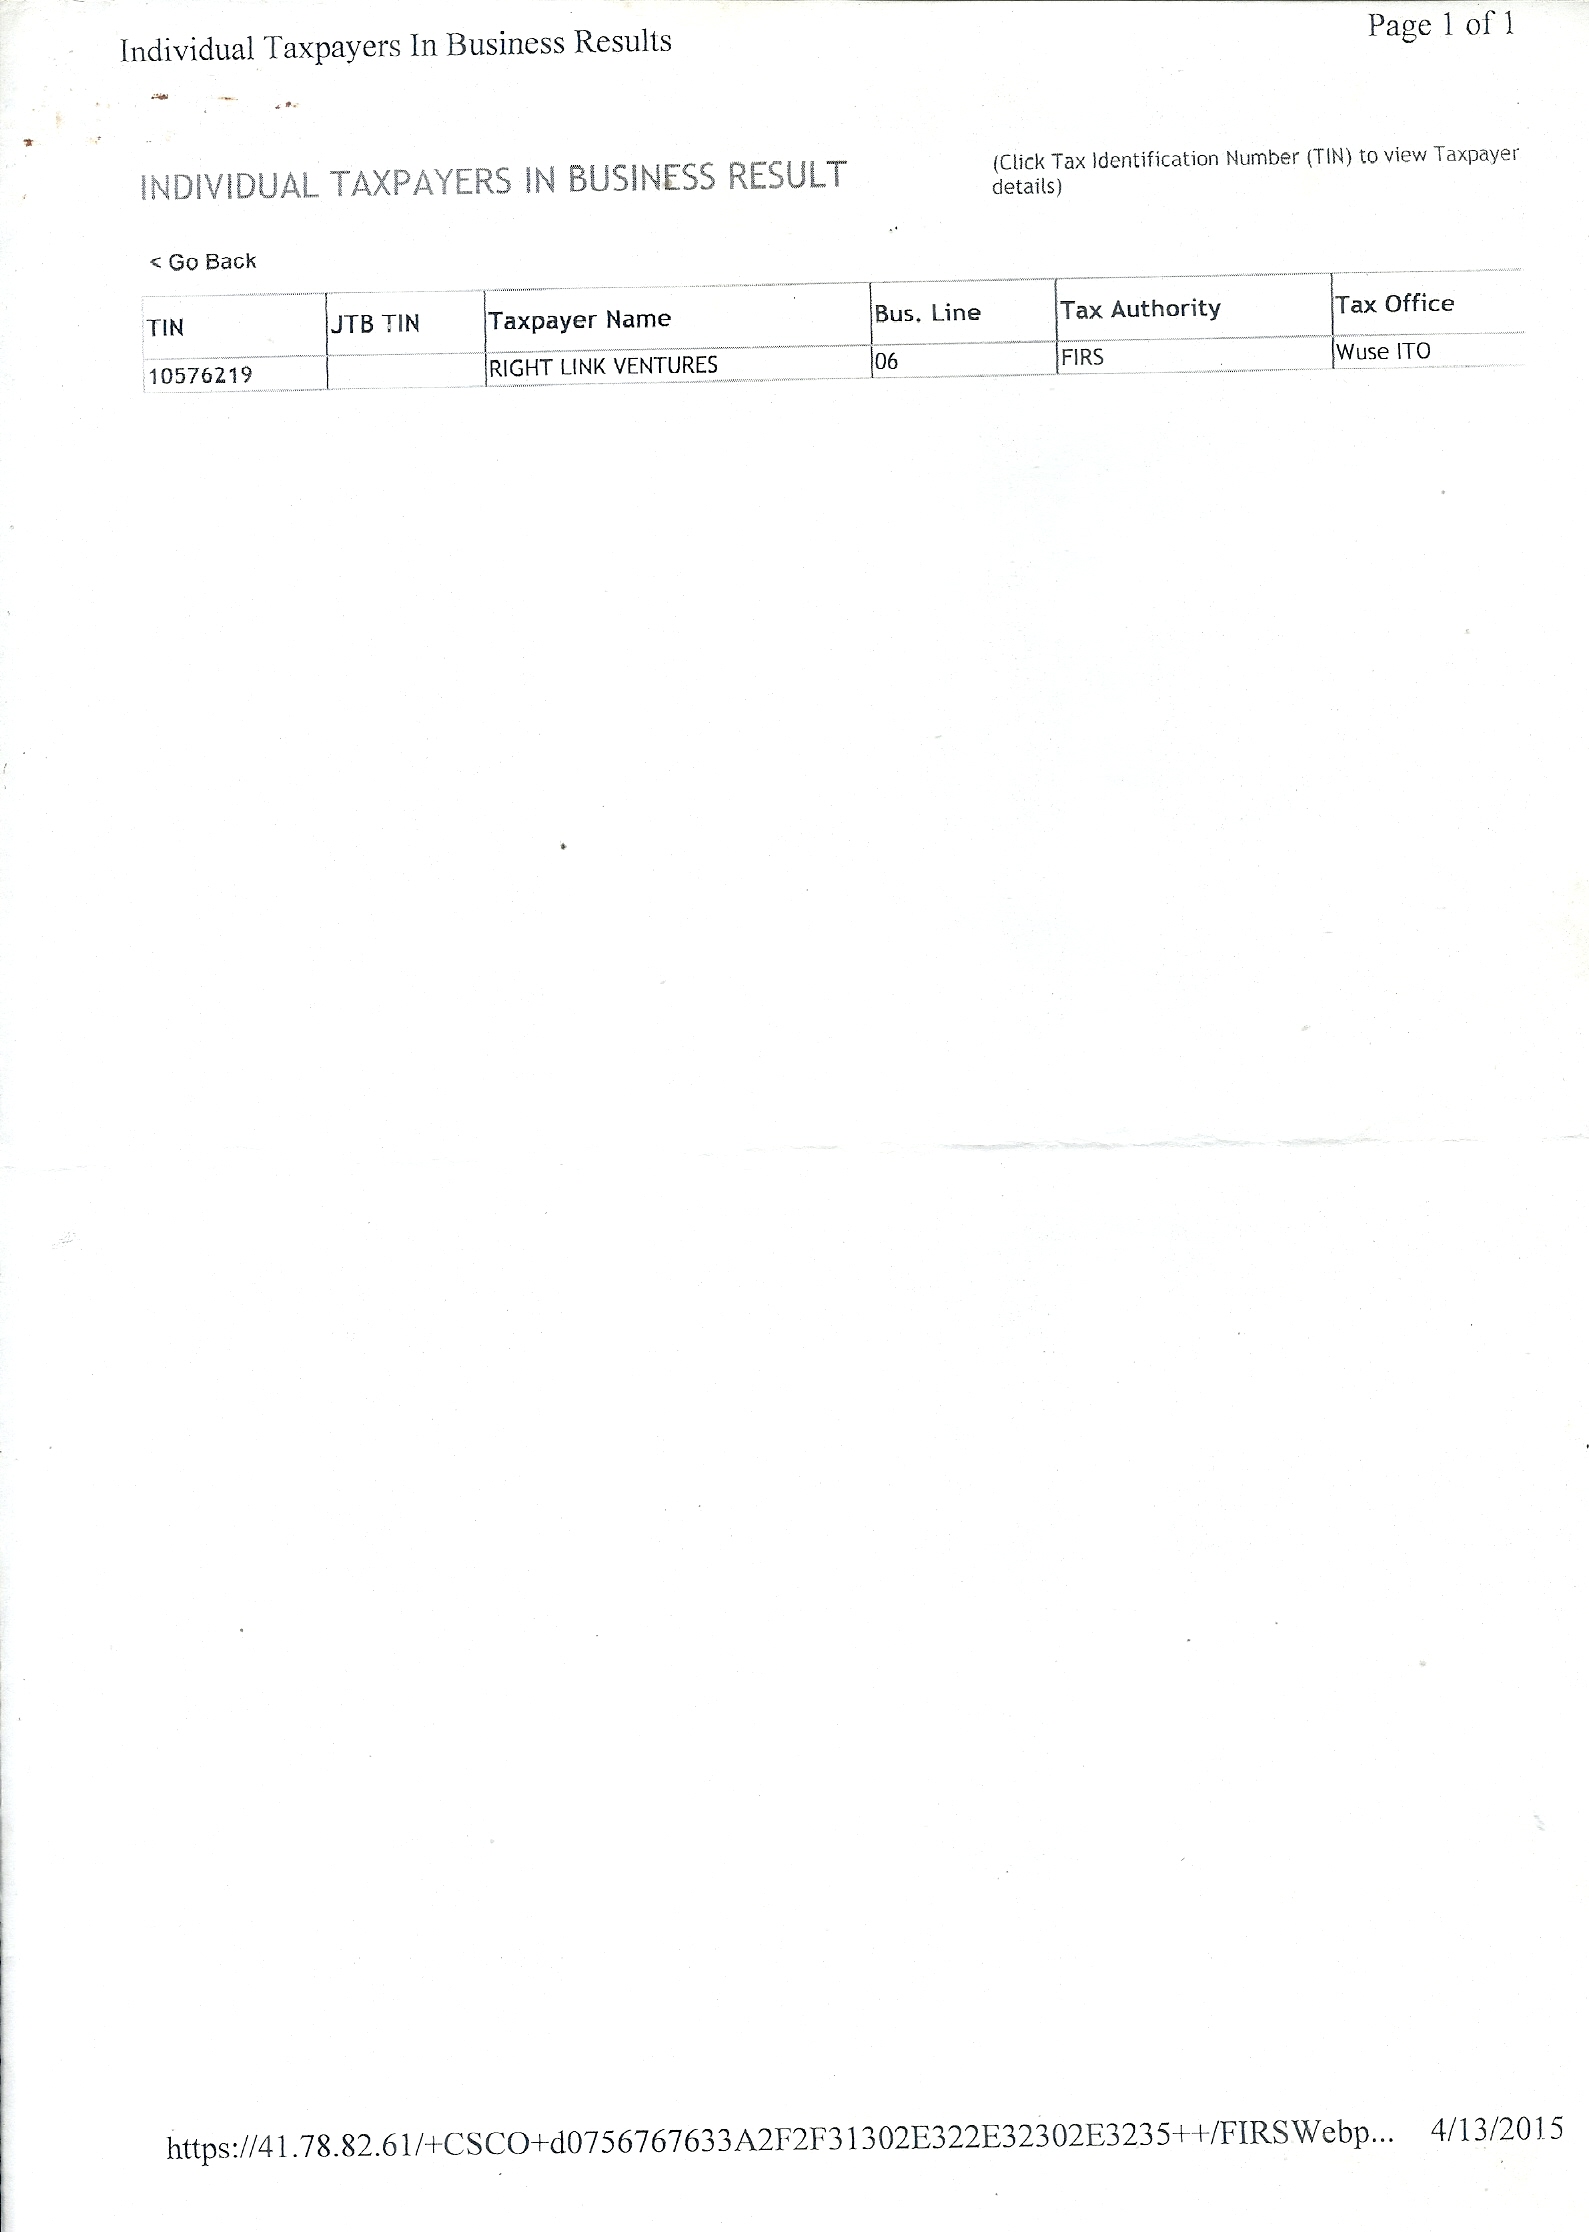 Individual Taxpayers In Business Results
Page 1 of 1
INDIVIDUAL TAXPAYERS IN BUSINESS RESULT
(Click Tax Identification Number (TIN) to view Taxpayer
details)
< Go Back
TIN JTB TIN Taxpayer Name Bus. Line Tax Authority Tax Office
10576219 RIGHT LINK VENTURES 06 FIRS Wuse ITO
https://41.78.82.61/+CSCO+d0756767633A2F2F31302E322E32302E3235++/FIRSWebp... 4/13/2015